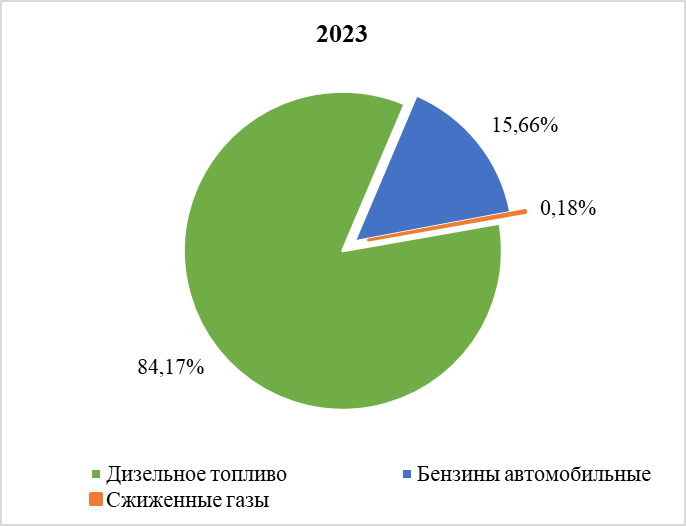 2023
15,66%
0,18%
84,17%
Дизельное топливо
Бензины автомобильные
Сжиженные газы